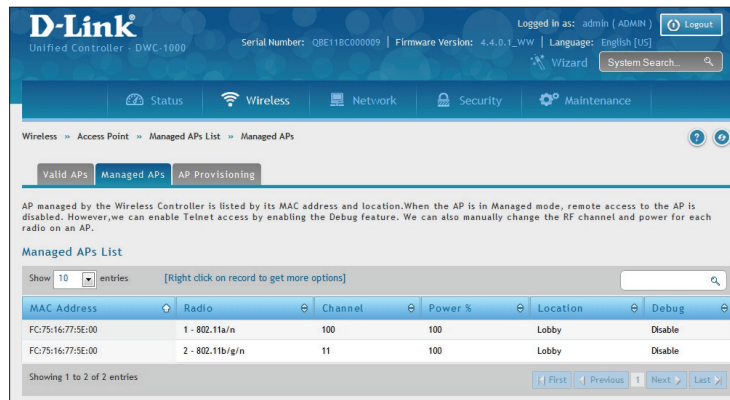 D-Link
Unified Controller - DWC-1000
Logged in as: admin ( ADMIN ) Logout
Serial Number: QBE11BC000009 | Firmware Version: 4.4.0.1_WW | Language: English [US]
Wizard System Search...
Status Wireless Network Security Maintenance
Wireless » Access Point » Managed APs List » Managed APs ?
Valid APs Managed APs AP Provisioning
AP managed by the Wireless Controller is listed by its MAC address and location.When the AP is in Managed mode, remote access to the AP is
disabled. However,we can enable Telnet access by enabling the Debug feature. We can also manually change the RF channel and power for each
radio on an AP.
Managed APs List
Show 10 entries [Right click on record to get more options]
MAC Address Radio Channel Power % Location Debug
FC:75:16:77:5E:00 1 - 802.11a/n 100 100 Lobby Disable
FC:75:16:77:5E:00 2 - 802.11b/g/n 11 100 Lobby Disable
Showing 1 to 2 of 2 entries First Previous 1 Next Last